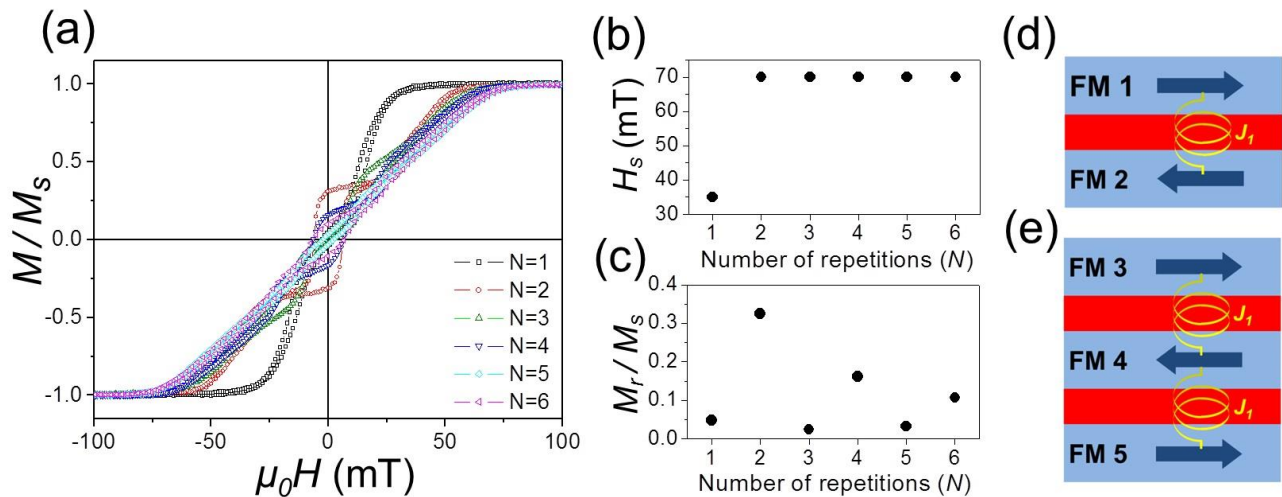 (a)
M / Mₛ
1.0
0.5
0.0
-0.5
-1.0
N=1
N=2
N=3
N=4
N=5
N=6
-100 -50 0 50 100
μ₀H (mT)
(b)
Hₛ (mT)
70
60
50
40
30
1 2 3 4 5 6
Number of repetitions (N)
(c)
Mᵣ / Mₛ
0.4
0.3
0.2
0.1
0.0
1 2 3 4 5 6
Number of repetitions (N)
(d)
FM 1
J₁
FM 2
(e)
FM 3
J₁
FM 4
J₁
FM 5